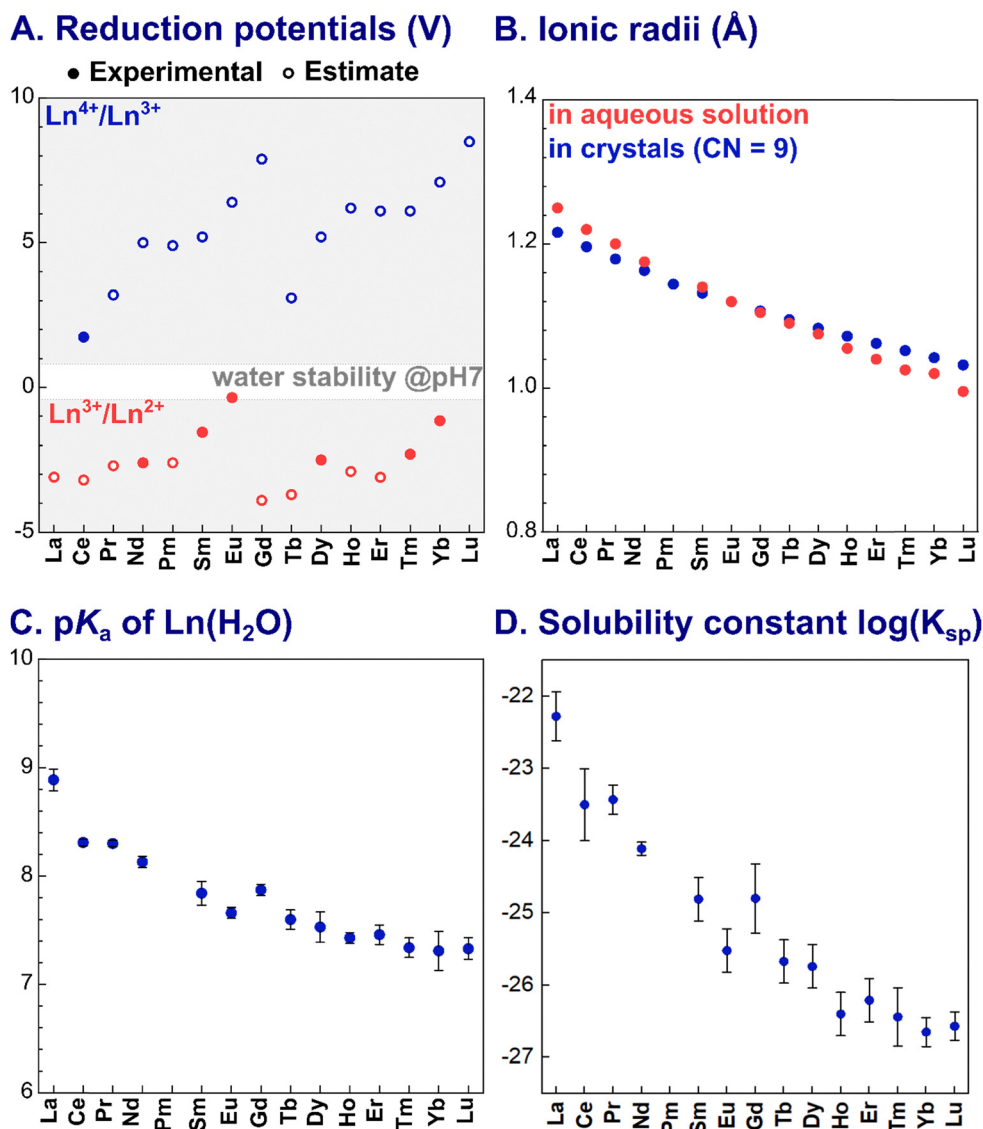 A. Reduction potentials (V)
● Experimental ○ Estimate
10
Ln⁴⁺/Ln³⁺
5
water stability @pH7
0
Ln³⁺/Ln²⁺
-5
La Ce Pr Nd Pm Sm Eu Gd Tb Dy Ho Er Tm Yb Lu
B. Ionic radii (Å)
1.4
in aqueous solution
in crystals (CN = 9)
1.2
1.0
0.8
La Ce Pr Nd Pm Sm Eu Gd Tb Dy Ho Er Tm Yb Lu
C. pKₐ of Ln(H₂O)
10
9
8
7
6
La Ce Pr Nd Pm Sm Eu Gd Tb Dy Ho Er Tm Yb Lu
D. Solubility constant log(Kₛₚ)
-22
-23
-24
-25
-26
-27
La Ce Pr Nd Pm Sm Eu Gd Tb Dy Ho Er Tm Yb Lu